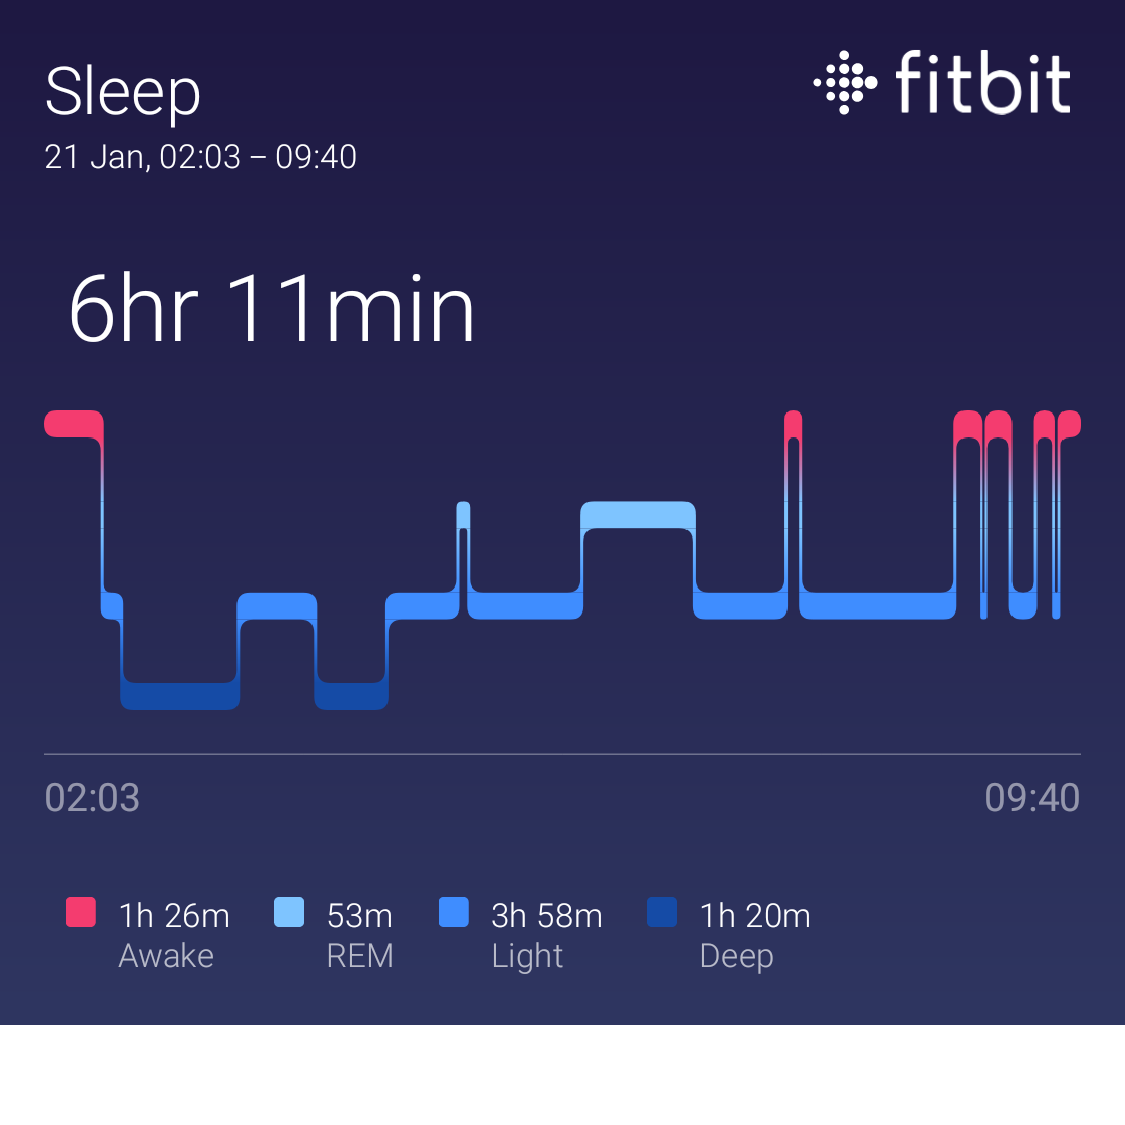 Sleep
fitbit
21 Jan, 02:03 – 09:40
6hr 11min
02:03
09:40
1h 26m
Awake
53m
REM
3h 58m
Light
1h 20m
Deep